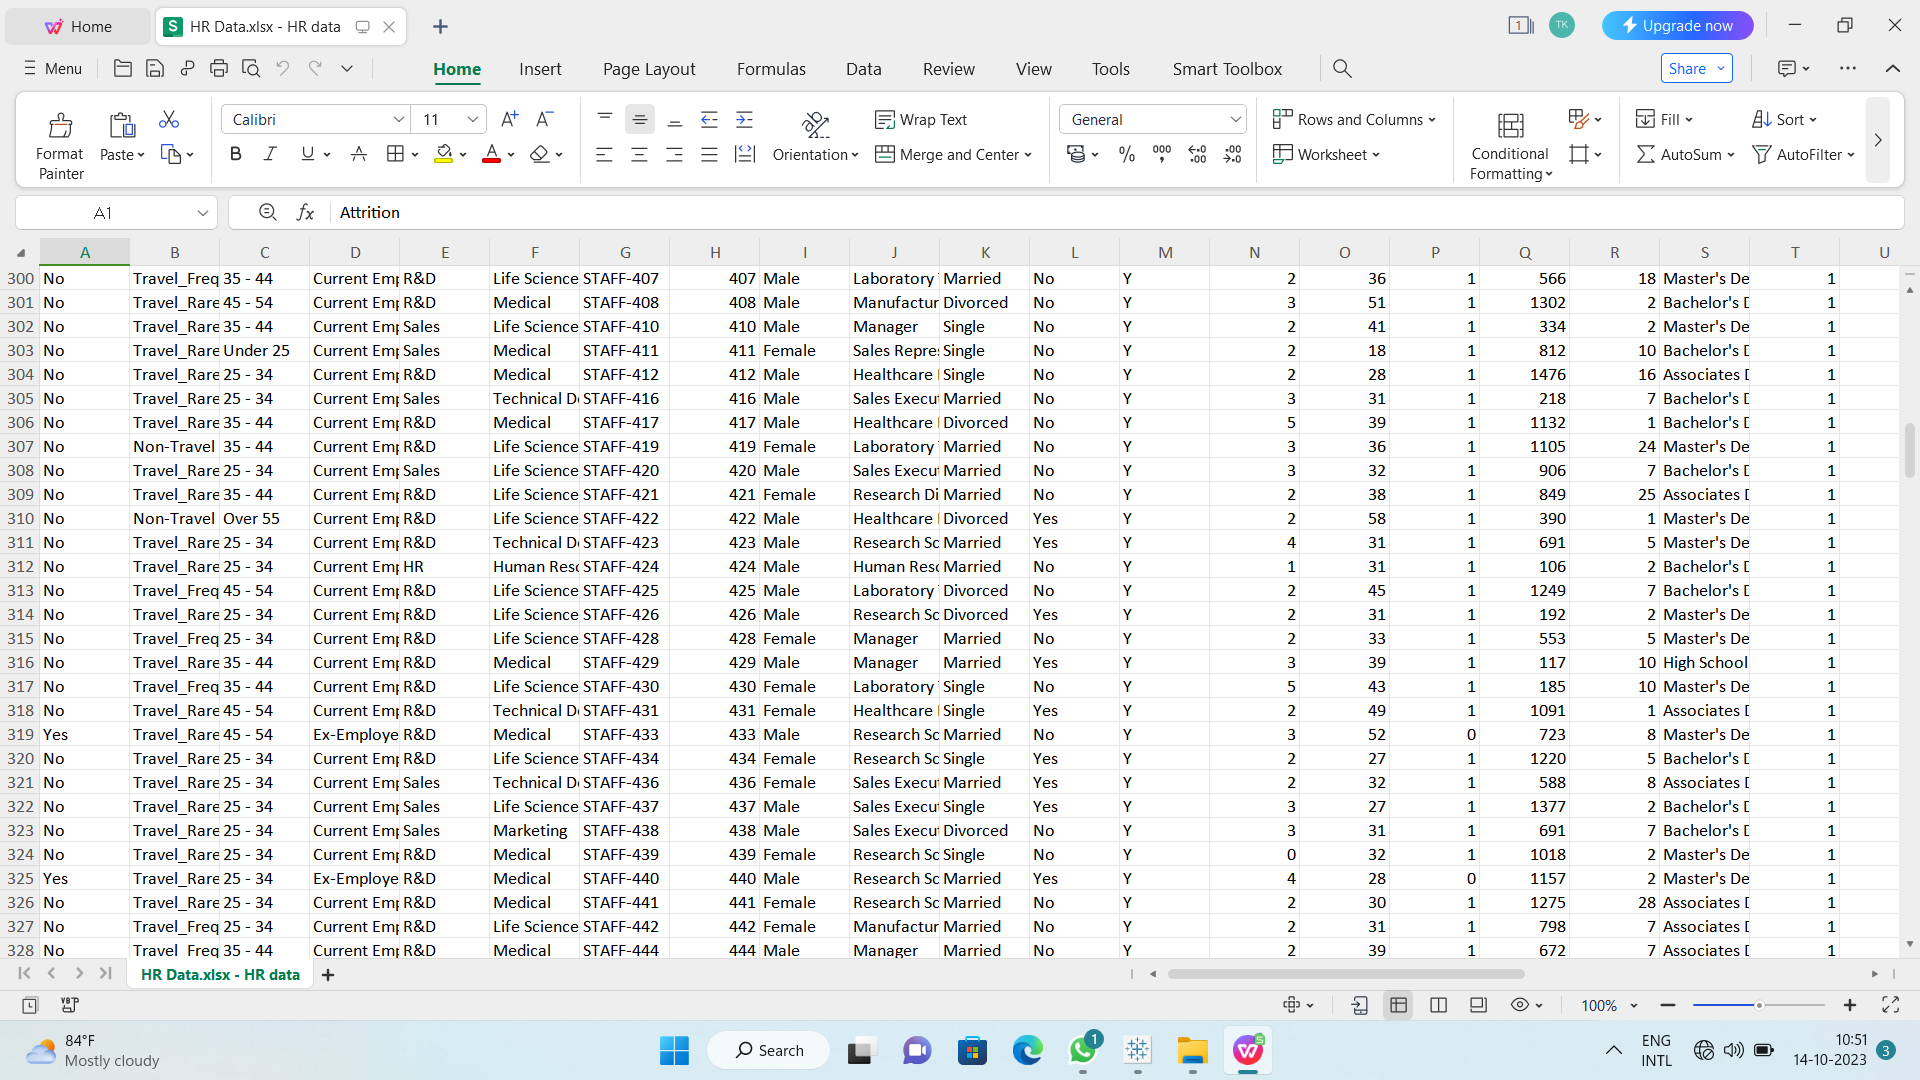 Home HR Data.xlsx - HR data 1 TK Upgrade now
Menu Home Insert Page Layout Formulas Data Review View Tools Smart Toolbox Share
Calibri 11 A+ A- Wrap Text General Rows and Columns Fill Sort
Format Painter Paste B I U A A Orientation Merge and Center % Worksheet Conditional Formatting AutoSum AutoFilter
A1 fx Attrition
A B C D E F G H I J K L M N O P Q R S T U
300 No Travel_Freq 35 - 44 Current Emp R&D Life Science STAFF-407 407 Male Laboratory Married No Y 2 36 1 566 18 Master's De 1
301 No Travel_Rare 45 - 54 Current Emp R&D Medical STAFF-408 408 Male Manufactur Divorced No Y 3 51 1 1302 2 Bachelor's D 1
302 No Travel_Rare 35 - 44 Current Emp Sales Life Science STAFF-410 410 Male Manager Single No Y 2 41 1 334 2 Master's De 1
303 No Travel_Rare Under 25 Current Emp Sales Medical STAFF-411 411 Female Sales Repres Single No Y 2 18 1 812 10 Bachelor's D 1
304 No Travel_Rare 25 - 34 Current Emp R&D Medical STAFF-412 412 Male Healthcare Single No Y 2 28 1 1476 16 Associates D 1
305 No Travel_Rare 25 - 34 Current Emp Sales Technical De STAFF-416 416 Male Sales Execut Married No Y 3 31 1 218 7 Bachelor's D 1
306 No Travel_Rare 35 - 44 Current Emp R&D Medical STAFF-417 417 Male Healthcare Divorced No Y 5 39 1 1132 1 Bachelor's D 1
307 No Non-Travel 35 - 44 Current Emp R&D Life Science STAFF-419 419 Female Laboratory Married No Y 3 36 1 1105 24 Master's De 1
308 No Travel_Rare 25 - 34 Current Emp Sales Life Science STAFF-420 420 Male Sales Execut Married No Y 3 32 1 906 7 Bachelor's D 1
309 No Travel_Rare 35 - 44 Current Emp R&D Life Science STAFF-421 421 Female Research Di Married No Y 2 38 1 849 25 Associates D 1
310 No Non-Travel Over 55 Current Emp R&D Life Science STAFF-422 422 Male Healthcare Divorced Yes Y 2 58 1 390 1 Master's De 1
311 No Travel_Rare 25 - 34 Current Emp R&D Technical De STAFF-423 423 Male Research Sc Married Yes Y 4 31 1 691 5 Master's De 1
312 No Travel_Rare 25 - 34 Current Emp HR Human Reso STAFF-424 424 Male Human Reso Married No Y 1 31 1 106 2 Bachelor's D 1
313 No Travel_Freq 45 - 54 Current Emp R&D Life Science STAFF-425 425 Male Laboratory Divorced No Y 2 45 1 1249 7 Bachelor's D 1
314 No Travel_Rare 25 - 34 Current Emp R&D Life Science STAFF-426 426 Male Research Sc Divorced Yes Y 2 31 1 192 2 Master's De 1
315 No Travel_Freq 25 - 34 Current Emp R&D Life Science STAFF-428 428 Female Manager Married No Y 2 33 1 553 5 Master's De 1
316 No Travel_Rare 35 - 44 Current Emp R&D Medical STAFF-429 429 Male Manager Married Yes Y 3 39 1 117 10 High School 1
317 No Travel_Freq 35 - 44 Current Emp R&D Life Science STAFF-430 430 Female Laboratory Single No Y 5 43 1 185 10 Master's De 1
318 No Travel_Rare 45 - 54 Current Emp R&D Technical De STAFF-431 431 Female Healthcare Single Yes Y 2 49 1 1091 1 Associates D 1
319 Yes Travel_Rare 45 - 54 Ex-Employe R&D Medical STAFF-433 433 Male Research Sc Married No Y 3 52 0 723 8 Master's De 1
320 No Travel_Rare 25 - 34 Current Emp R&D Life Science STAFF-434 434 Female Research Sc Single Yes Y 2 27 1 1220 5 Bachelor's D 1
321 No Travel_Rare 25 - 34 Current Emp Sales Technical De STAFF-436 436 Female Sales Execut Married Yes Y 2 32 1 588 8 Associates D 1
322 No Travel_Rare 25 - 34 Current Emp Sales Life Science STAFF-437 437 Male Sales Execut Single Yes Y 3 27 1 1377 2 Bachelor's D 1
323 No Travel_Rare 25 - 34 Current Emp Sales Marketing STAFF-438 438 Male Sales Execut Divorced No Y 3 31 1 691 7 Bachelor's D 1
324 No Travel_Rare 25 - 34 Current Emp R&D Medical STAFF-439 439 Female Research Sc Single No Y 0 32 1 1018 2 Master's De 1
325 Yes Travel_Rare 25 - 34 Ex-Employe R&D Medical STAFF-440 440 Male Research Sc Married Yes Y 4 28 0 1157 2 Master's De 1
326 No Travel_Rare 25 - 34 Current Emp R&D Medical STAFF-441 441 Female Research Sc Married No Y 2 30 1 1275 28 Associates D 1
327 No Travel_Freq 25 - 34 Current Emp R&D Life Science STAFF-442 442 Female Manufactur Married No Y 2 31 1 798 7 Associates D 1
328 No Travel_Freq 35 - 44 Current Emp R&D Medical STAFF-444 444 Male Manager Married No Y 2 39 1 672 7 Associates D 1
HR Data.xlsx - HR data
100%
84°F Mostly cloudy Search 1 ENG INTL 10:51 14-10-2023 3